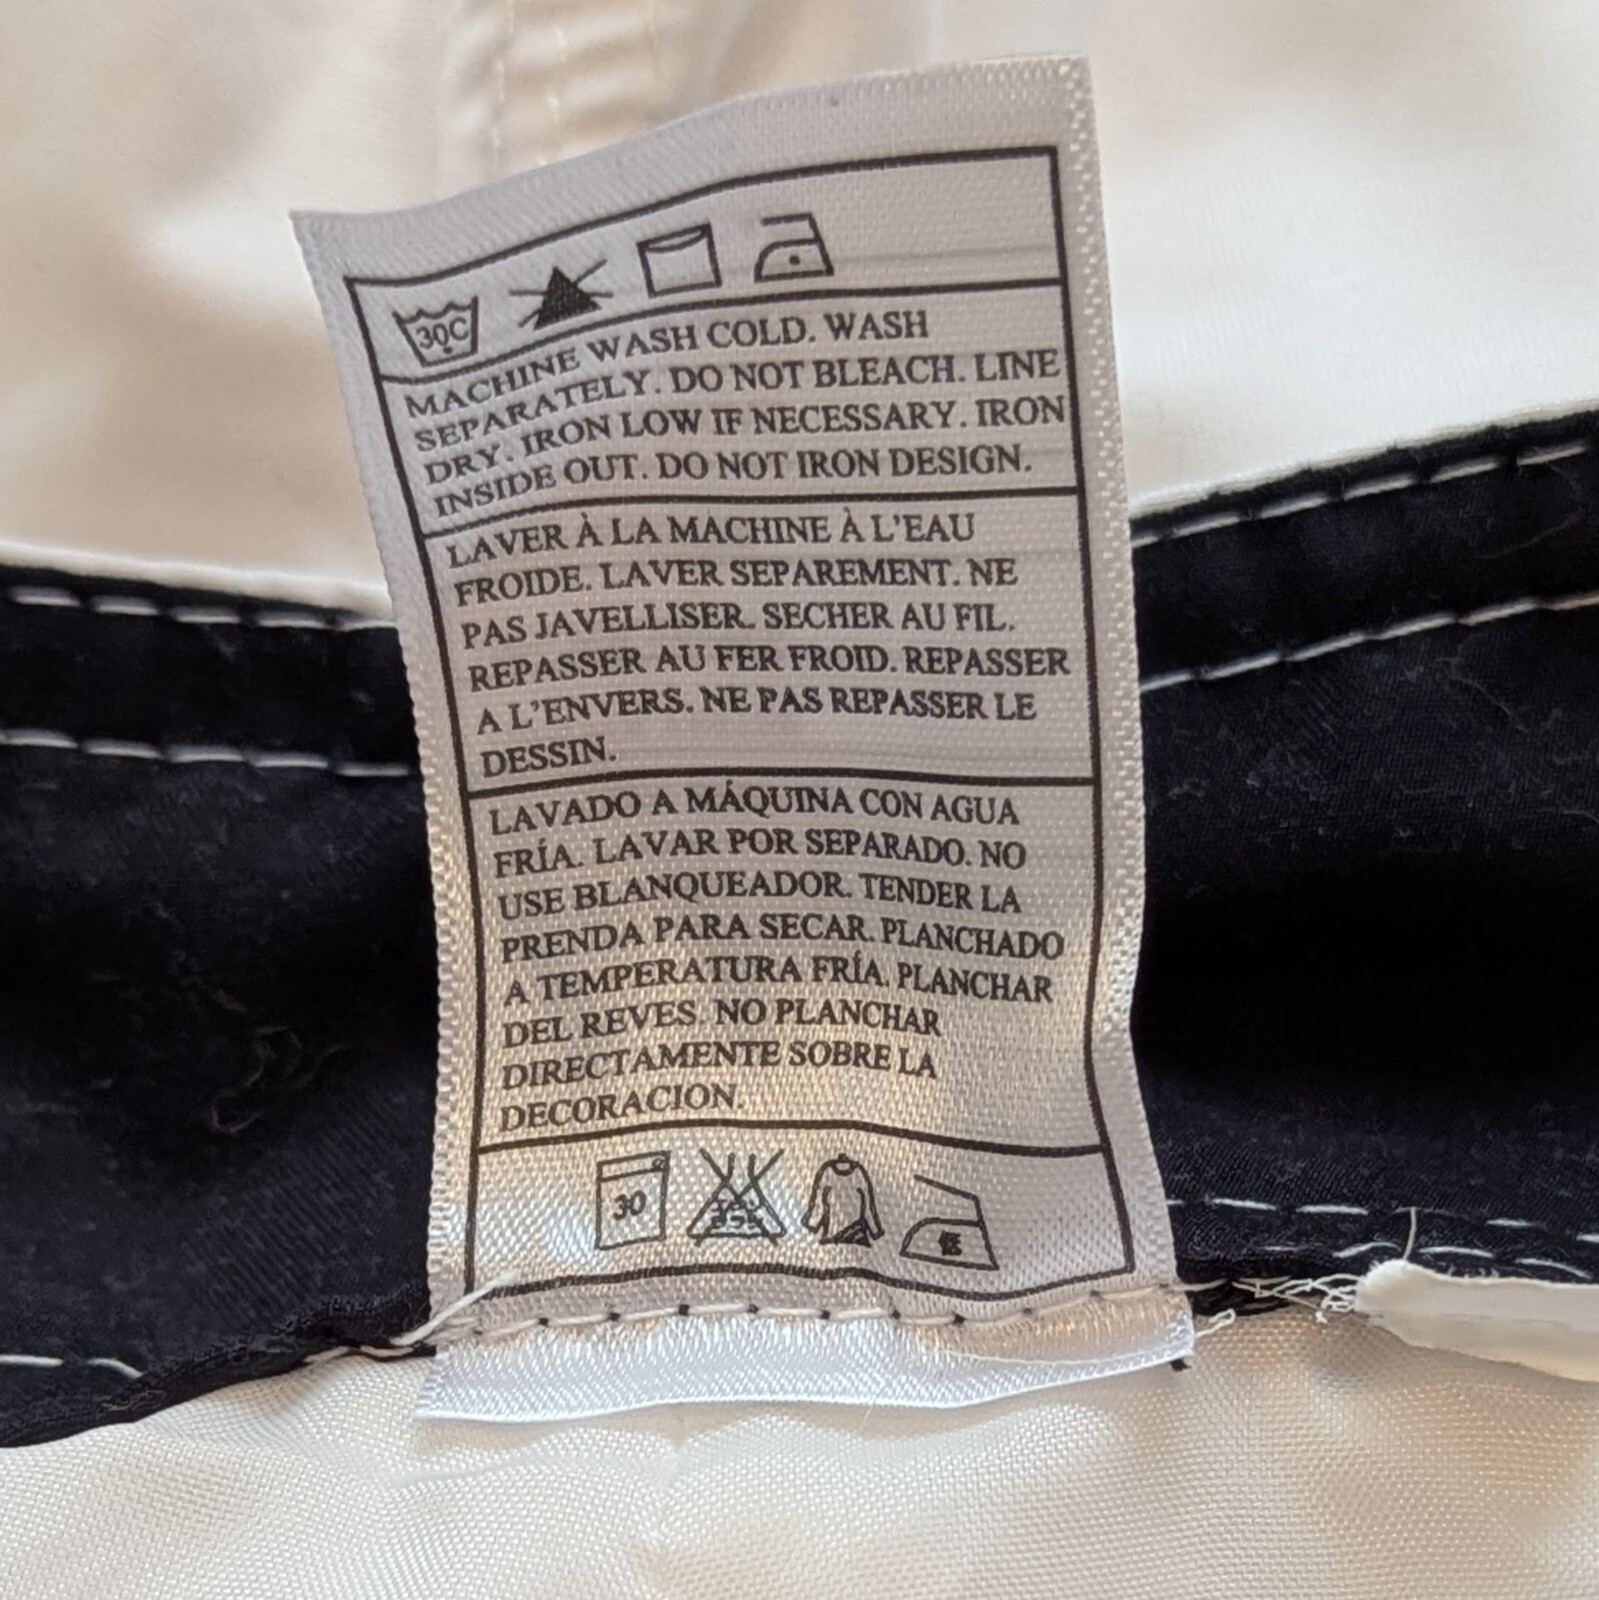 30C
MACHINE WASH COLD. WASH
SEPARATELY. DO NOT BLEACH. LINE
DRY. IRON LOW IF NECESSARY. IRON
INSIDE OUT. DO NOT IRON DESIGN.
LAVER À LA MACHINE À L'EAU
FROIDE. LAVER SEPAREMENT. NE
PAS JAVELLISER. SECHER AU FIL.
REPASSER AU FER FROID. REPASSER
A L'ENVERS. NE PAS REPASSER LE
DESSIN.
LAVADO A MÁQUINA CON AGUA
FRÍA. LAVAR POR SEPARADO. NO
USE BLANQUEADOR. TENDER LA
PRENDA PARA SECAR. PLANCHADO
A TEMPERATURA FRÍA. PLANCHAR
DEL REVES. NO PLANCHAR
DIRECTAMENTE SOBRE LA
DECORACION.
30